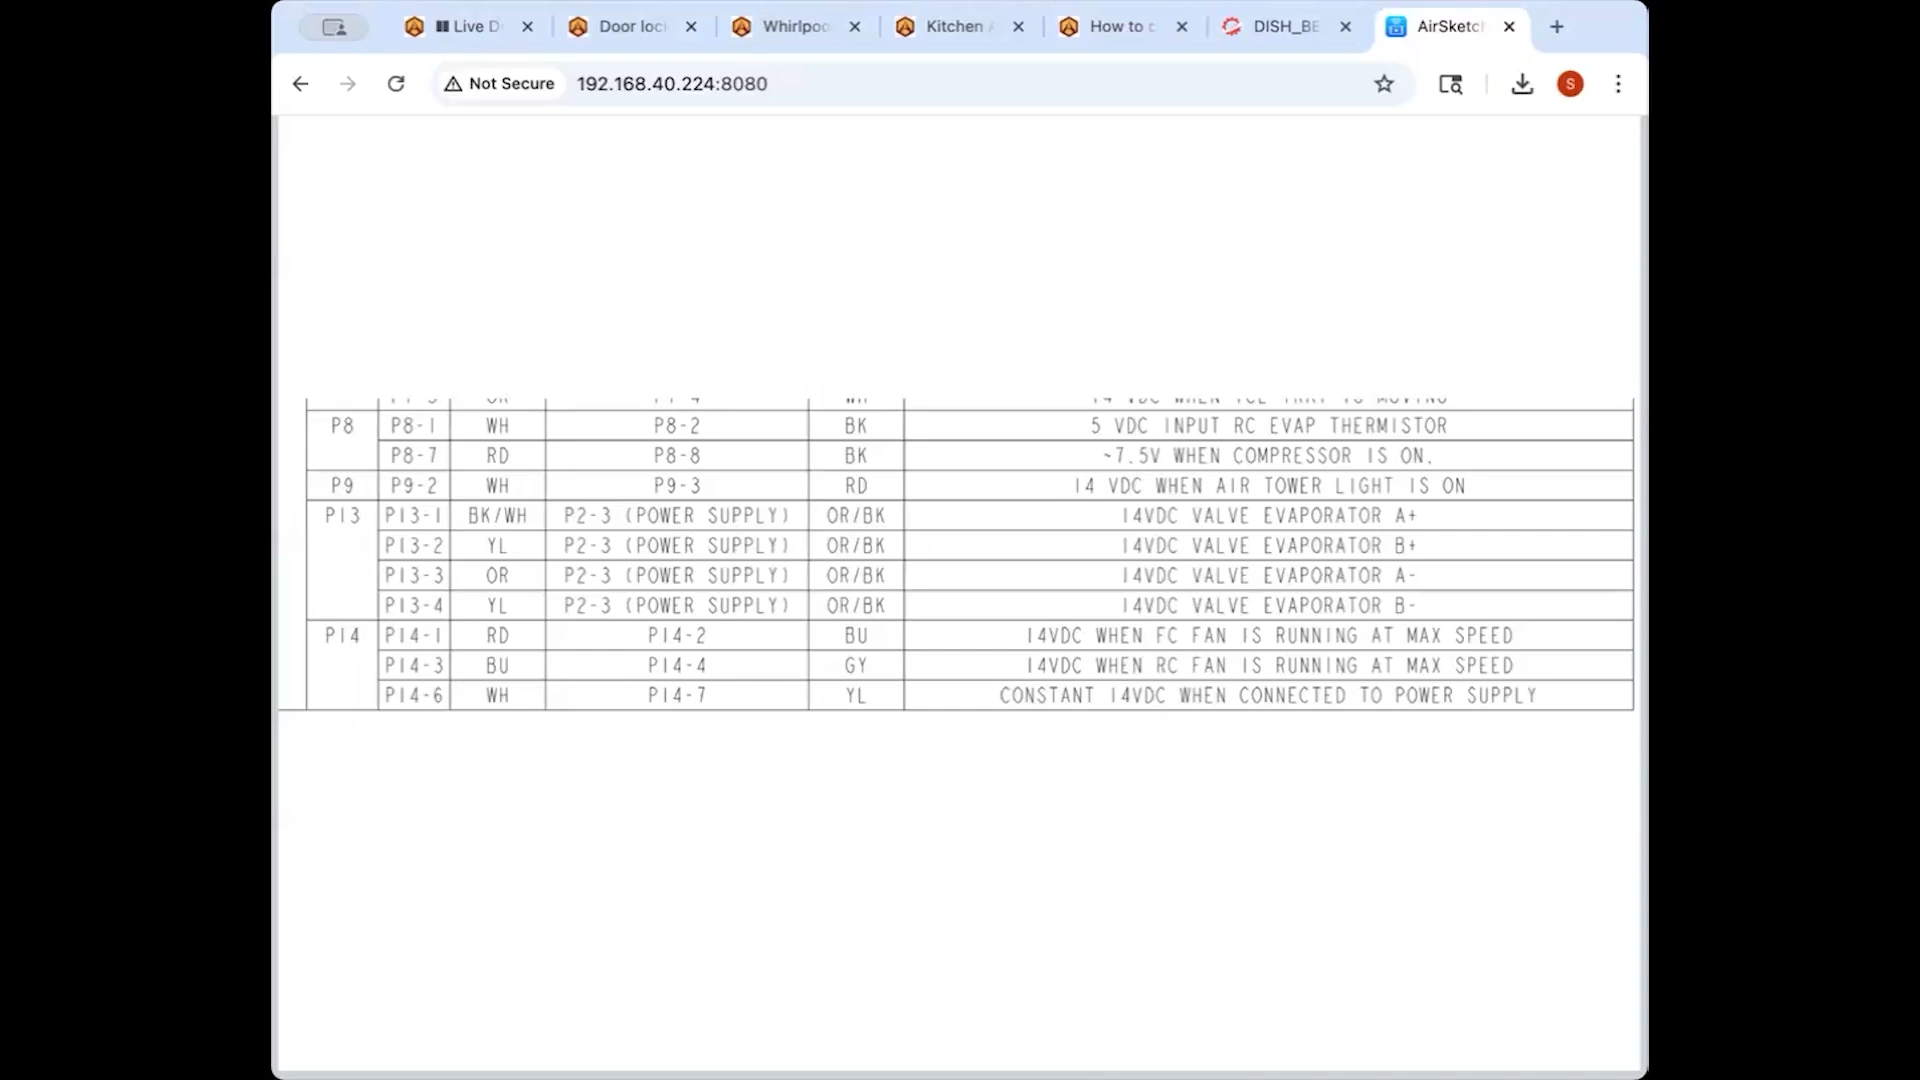 Live D
Door loc
Whirlpoo
Kitchen A
How to c
DISH_BE
AirSketc
Not Secure
192.168.40.224:8080
S
P8 P8-1 WH P8-2 BK 5 VDC INPUT RC EVAP THERMISTOR
P8-7 RD P8-8 BK ~7.5V WHEN COMPRESSOR IS ON.
P9 P9-2 WH P9-3 RD 14 VDC WHEN AIR TOWER LIGHT IS ON
P13 P13-1 BK/WH P2-3 (POWER SUPPLY) OR/BK 14VDC VALVE EVAPORATOR A+
P13-2 YL P2-3 (POWER SUPPLY) OR/BK 14VDC VALVE EVAPORATOR B+
P13-3 OR P2-3 (POWER SUPPLY) OR/BK 14VDC VALVE EVAPORATOR A-
P13-4 YL P2-3 (POWER SUPPLY) OR/BK 14VDC VALVE EVAPORATOR B-
P14 P14-1 RD P14-2 BU 14VDC WHEN FC FAN IS RUNNING AT MAX SPEED
P14-3 BU P14-4 GY 14VDC WHEN RC FAN IS RUNNING AT MAX SPEED
P14-6 WH P14-7 YL CONSTANT 14VDC WHEN CONNECTED TO POWER SUPPLY